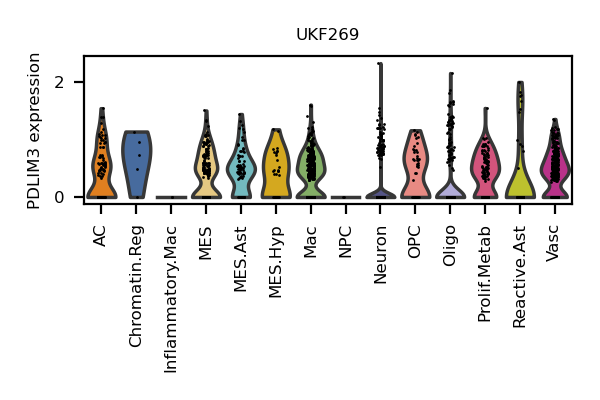 UKF269
PDLIM3 expression
2
0
AC
Chromatin.Reg
Inflammatory.Mac
MES
MES.Ast
MES.Hyp
Mac
NPC
Neuron
OPC
Oligo
Prolif.Metab
Reactive.Ast
Vasc